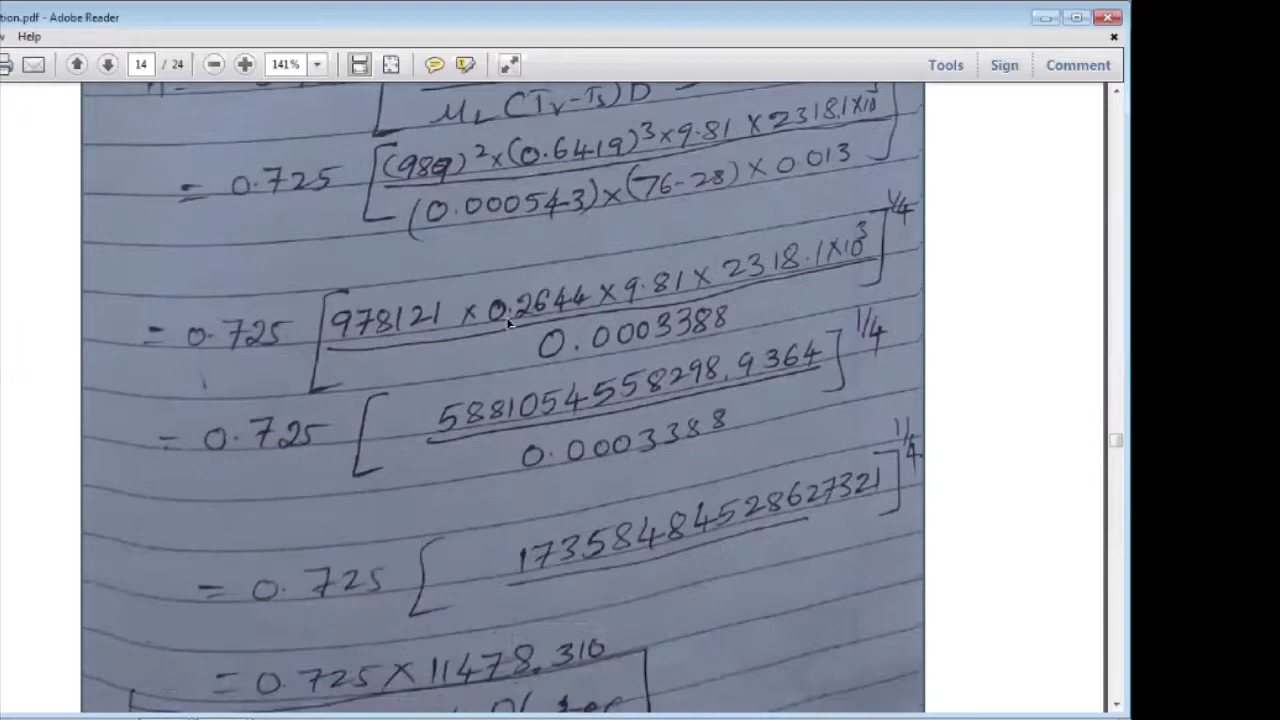 tion.pdf - Adobe Reader
Help
14 / 24 141% Tools Sign Comment
μL (Tv-Ts) D
= 0.725 [(989)² × (0.6419)³ × 9.81 × 2318.1×10³
(0.000543) × (76-28) × 0.013
= 0.725 [978121 × 0.2644 × 9.81 × 2318.1×10³]^1/4
0.0003388
= 0.725 [5881054558298.9364]^1/4
0.0003388
= 0.725 [17358484528627321]^1/4
= 0.725 × 11478.310